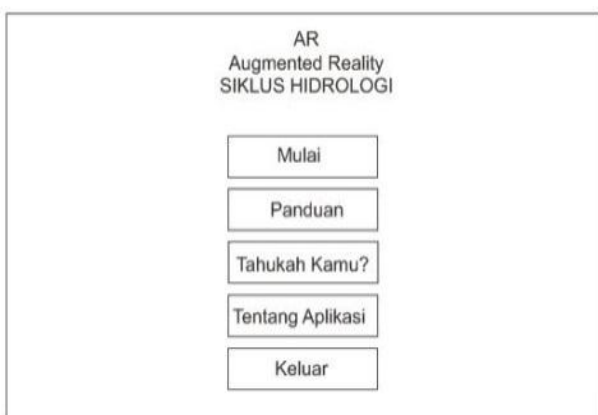 AR
Augmented Reality
SIKLUS HIDROLOGI
Mulai
Panduan
Tahukah Kamu?
Tentang Aplikasi
Keluar